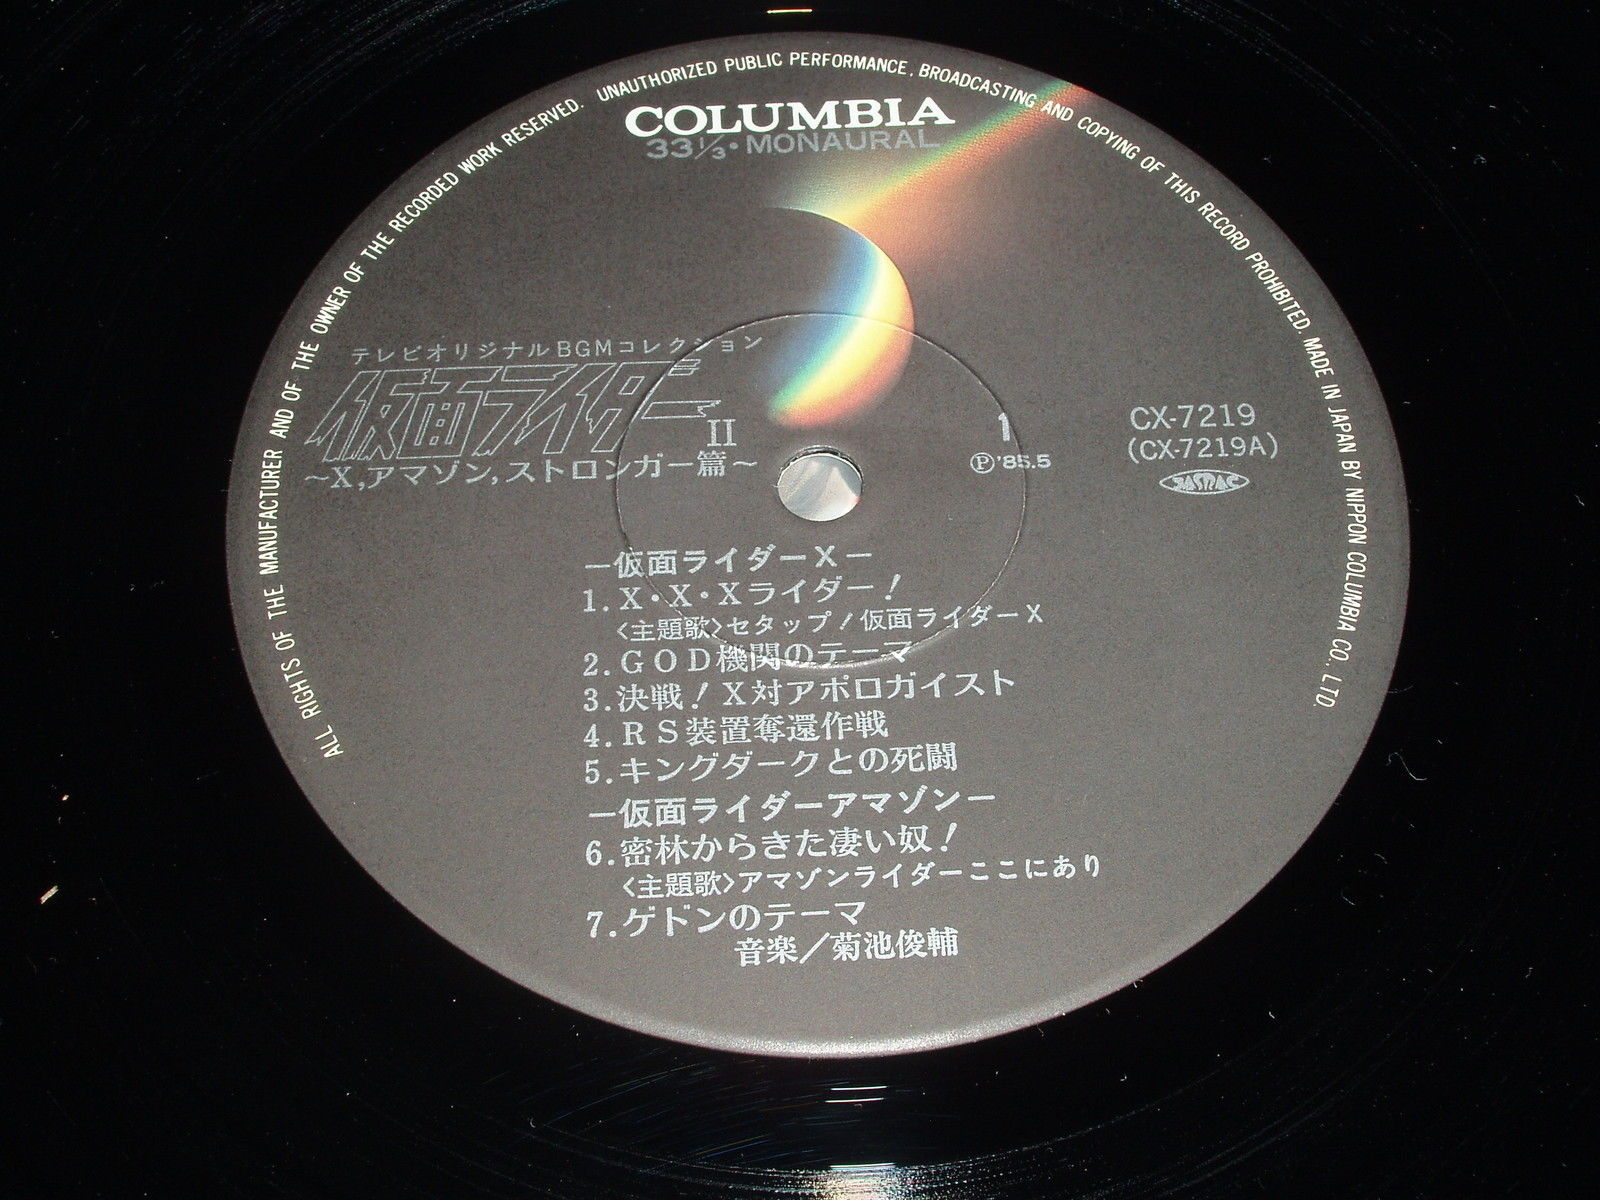 ALL RIGHTS OF THE MANUFACTURER AND OF THE OWNER OF THE RECORDED WORK RESERVED. UNAUTHORIZED PUBLIC PERFORMANCE, BROADCASTING AND COPYING OF THIS RECORD PROHIBITED. MADE IN JAPAN BY NIPPON COLUMBIA CO., LTD.
COLUMBIA
33⅓・MONAURAL
テレビオリジナルBGMコレクション
仮面ライダー
II
〜X,アマゾン,ストロンガー篇〜
1
Ⓟ'85.5
CX-7219
(CX-7219A)
JASRAC
ー仮面ライダーXー
1.X・X・Xライダー!
〈主題歌〉セタップ!仮面ライダーX
2.GOD機関のテーマ
3.決戦!X対アポロガイスト
4.RS装置奪還作戦
5.キングダークとの死闘
ー仮面ライダーアマゾンー
6.密林からきた凄い奴!
〈主題歌〉アマゾンライダーここにあり
7.ゲドンのテーマ
音楽/菊池俊輔